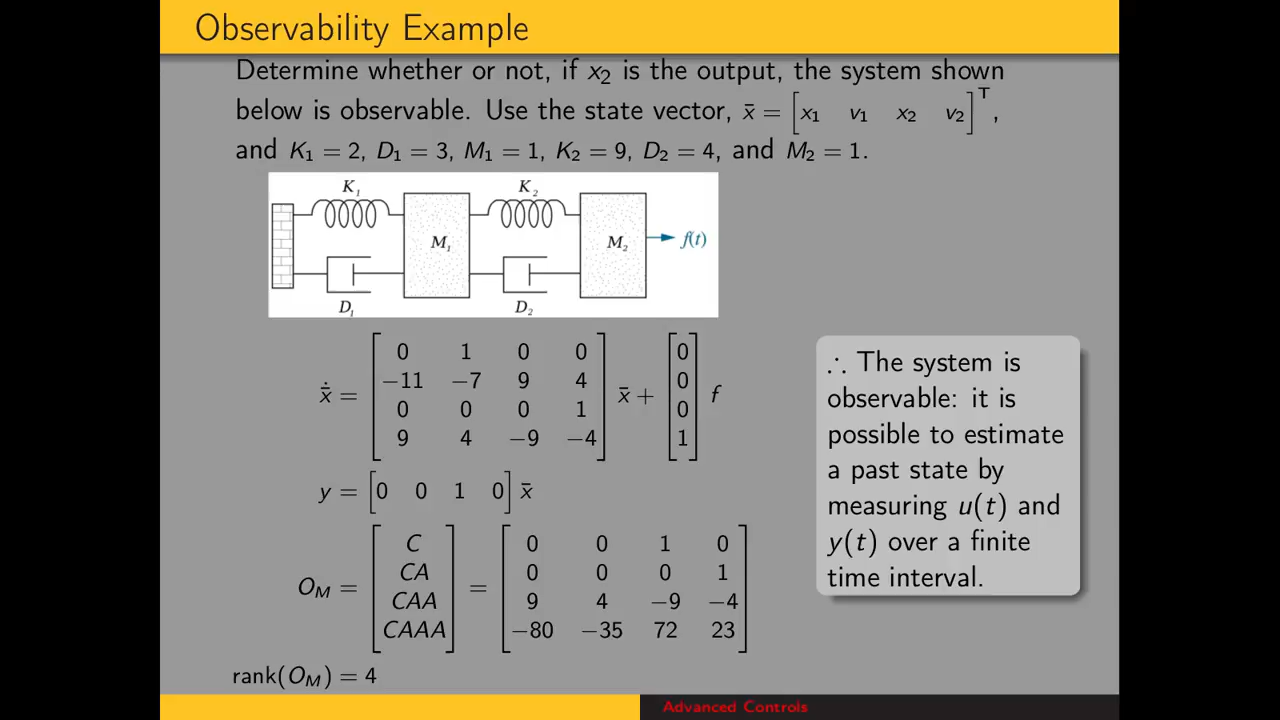 Observability Example
Determine whether or not, if x₂ is the output, the system shown
below is observable. Use the state vector, x̄ = [x₁ v₁ x₂ v₂]ᵀ,
and K₁ = 2, D₁ = 3, M₁ = 1, K₂ = 9, D₂ = 4, and M₂ = 1.
K₁ K₂
M₁ M₂ f(t)
D₁ D₂
0 1 0 0 0
−11 −7 9 4 0
ẋ̄ = x̄ + f
0 0 0 1 0
9 4 −9 −4 1
y = [0 0 1 0] x̄
C 0 0 1 0
CA 0 0 0 1
O_M = =
CAA 9 4 −9 −4
CAAA −80 −35 72 23
rank(O_M) = 4
∴ The system is
observable: it is
possible to estimate
a past state by
measuring u(t) and
y(t) over a finite
time interval.
Advanced Controls